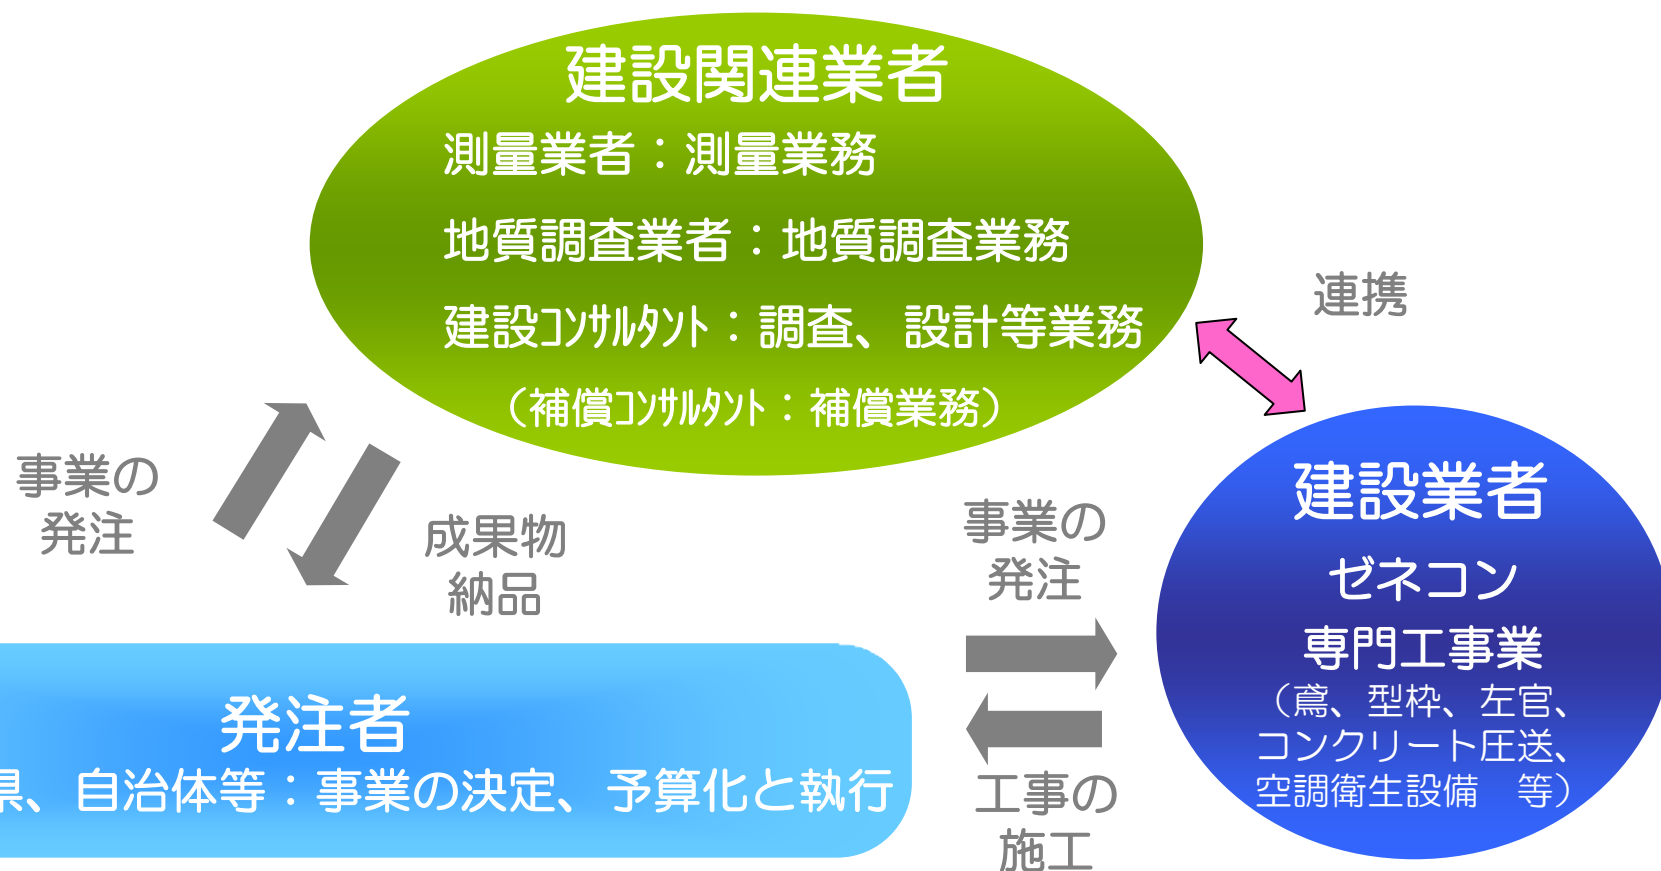 建設関連業者
測量業者：測量業務
地質調査業者：地質調査業務
建設ｺﾝｻﾙﾀﾝﾄ：調査、設計等業務
（補償ｺﾝｻﾙﾀﾝﾄ：補償業務）
連携
事業の
発注
成果物
納品
事業の
発注
建設業者
ゼネコン
専門工事業
（鳶、型枠、左官、
コンクリート圧送、
空調衛生設備　等）
発注者
県、自治体等：事業の決定、予算化と執行
工事の
施工